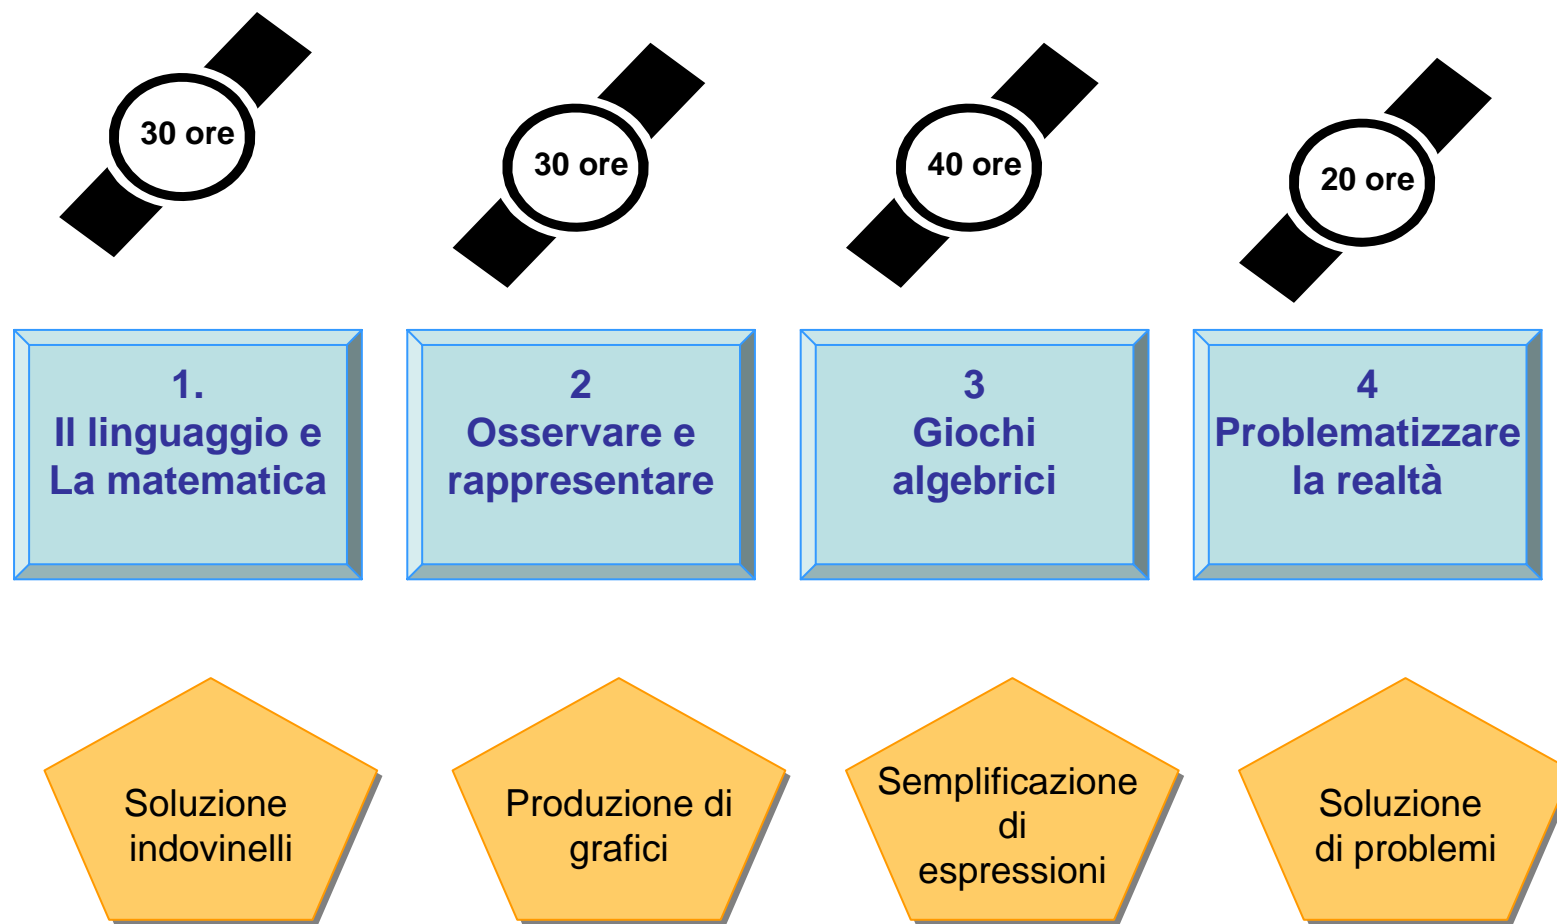 30 ore
30 ore
40 ore
20 ore
1.
Il linguaggio e
La matematica
2
Osservare e
rappresentare
3
Giochi
algebrici
4
Problematizzare
la realtà
Soluzione
indovinelli
Produzione di
grafici
Semplificazione
di
espressioni
Soluzione
di problemi